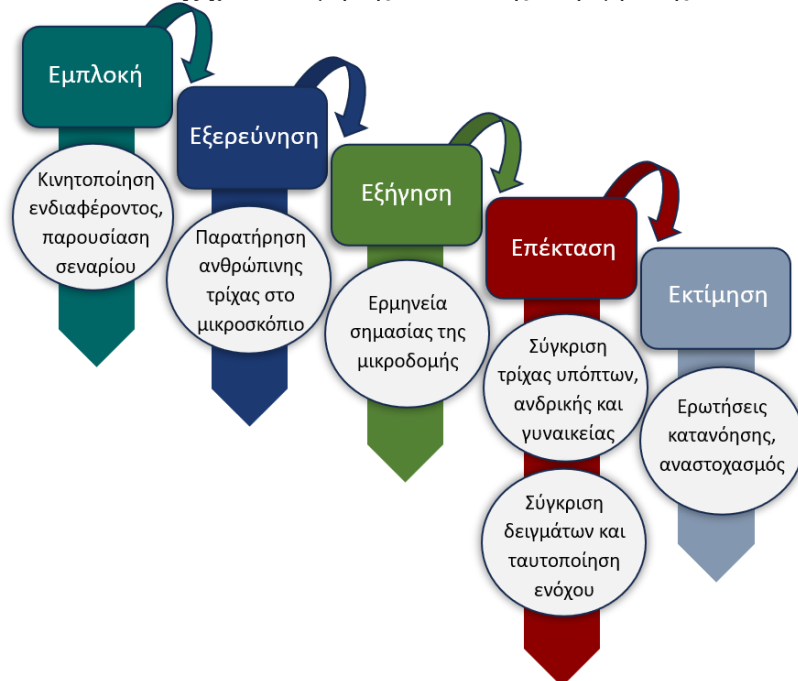 Εμπλοκή
Κινητοποίηση
ενδιαφέροντος,
παρουσίαση
σεναρίου
Εξερεύνηση
Παρατήρηση
ανθρώπινης
τρίχας στο
μικροσκόπιο
Εξήγηση
Ερμηνεία
σημασίας της
μικροδομής
Επέκταση
Σύγκριση
τρίχας υπόπτων,
ανδρικής και
γυναικείας
Σύγκριση
δειγμάτων και
ταυτοποίηση
ενόχου
Εκτίμηση
Ερωτήσεις
κατανόησης,
αναστοχασμός